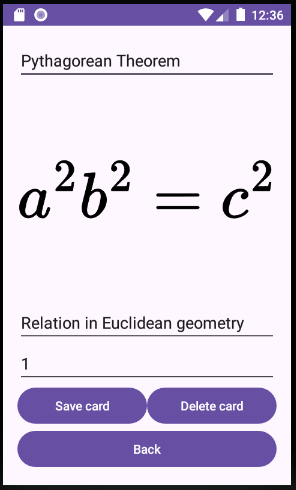 12:36
Pythagorean Theorem
a²b² = c²
Relation in Euclidean geometry
1
Save card Delete card
Back